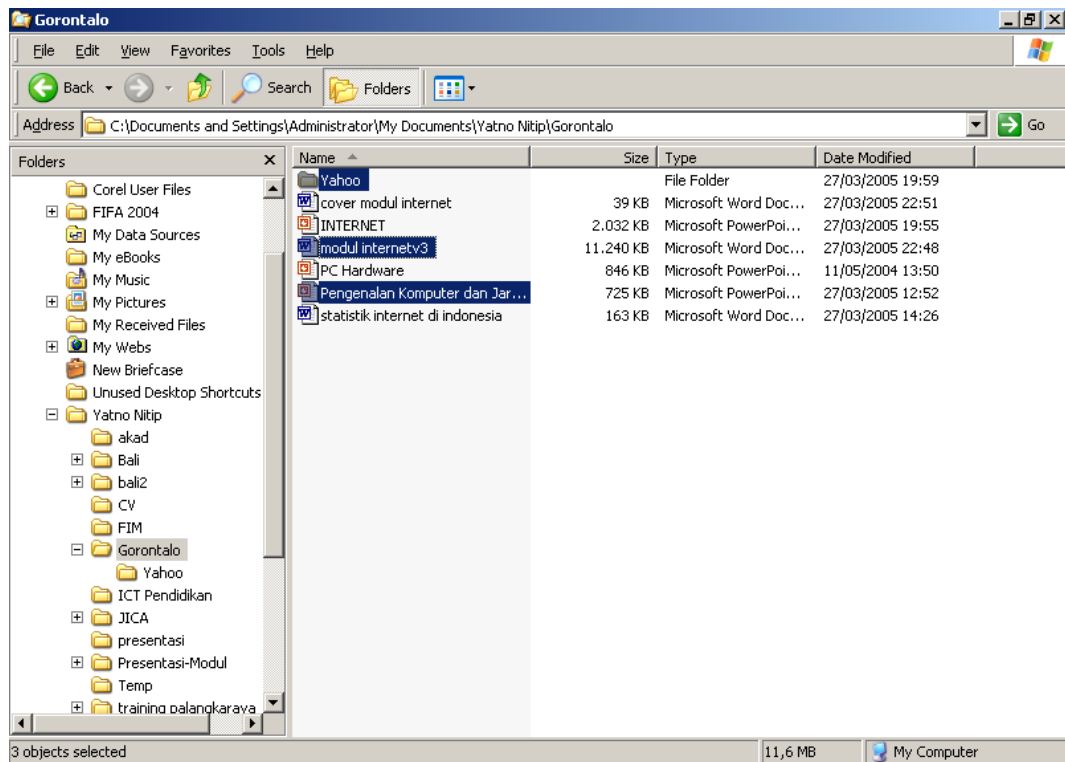 Gorontalo
File Edit View Favorites Tools Help
Back Search Folders
Address C:\Documents and Settings\Administrator\My Documents\Yatno Nitip\Gorontalo Go
Folders
Corel User Files
FIFA 2004
My Data Sources
My eBooks
My Music
My Pictures
My Received Files
My Webs
New Briefcase
Unused Desktop Shortcuts
Yatno Nitip
akad
Bali
bali2
CV
FIM
Gorontalo
Yahoo
ICT Pendidikan
JICA
presentasi
Presentasi-Modul
Temp
training palangkaraya
Name Size Type Date Modified
Yahoo File Folder 27/03/2005 19:59
cover modul internet 39 KB Microsoft Word Doc... 27/03/2005 22:51
INTERNET 2.032 KB Microsoft PowerPoi... 27/03/2005 19:55
modul internetv3 11.240 KB Microsoft Word Doc... 27/03/2005 22:48
PC Hardware 846 KB Microsoft PowerPoi... 11/05/2004 13:50
Pengenalan Komputer dan Jar... 725 KB Microsoft PowerPoi... 27/03/2005 12:52
statistik internet di indonesia 163 KB Microsoft Word Doc... 27/03/2005 14:26
3 objects selected 11,6 MB My Computer